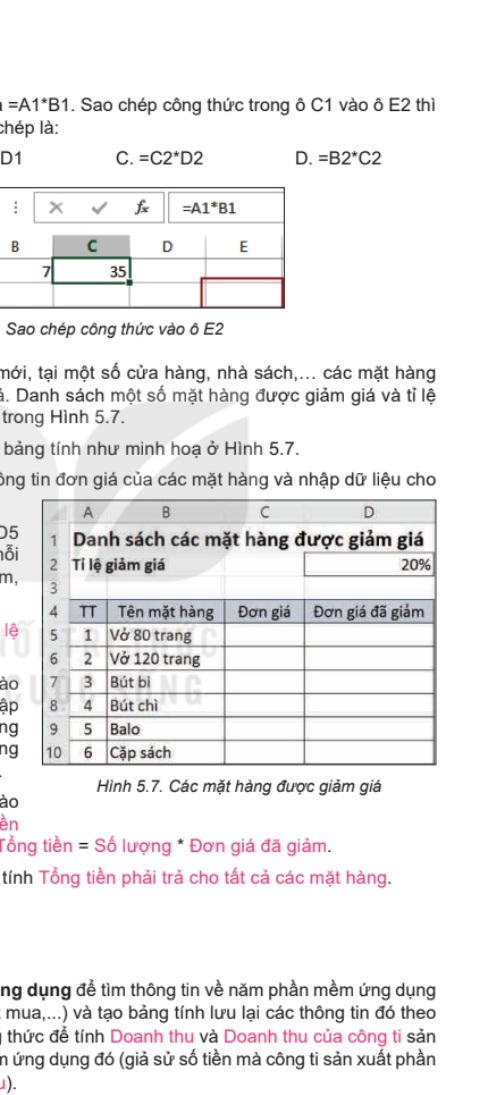 =A1*B1. Sao chép công thức trong ô C1 vào ô E2 thì
chép là:
D1 C. =C2*D2 D. =B2*C2
fx =A1*B1
B C D E
7 35
Sao chép công thức vào ô E2
mới, tại một số cửa hàng, nhà sách,... các mặt hàng
á. Danh sách một số mặt hàng được giảm giá và tỉ lệ
trong Hình 5.7.
bảng tính như minh hoạ ở Hình 5.7.
ông tin đơn giá của các mặt hàng và nhập dữ liệu cho
D5
m,
lệ
ào
ập
ng
ng
ào
ền
A B C D
1 Danh sách các mặt hàng được giảm giá
2 Tỉ lệ giảm giá 20%
3
4 TT Tên mặt hàng Đơn giá Đơn giá đã giảm
5 1 Vở 80 trang
6 2 Vở 120 trang
7 3 Bút bi
8 4 Bút chì
9 5 Balo
10 6 Cặp sách
Hình 5.7. Các mặt hàng được giảm giá
Tổng tiền = Số lượng * Đơn giá đã giảm.
tính Tổng tiền phải trả cho tất cả các mặt hàng.
ng dụng để tìm thông tin về năm phần mềm ứng dụng
mua,...) và tạo bảng tính lưu lại các thông tin đó theo
thức để tính Doanh thu và Doanh thu của công ti sản
ứng dụng đó (giả sử số tiền mà công ti sản xuất phần
u).